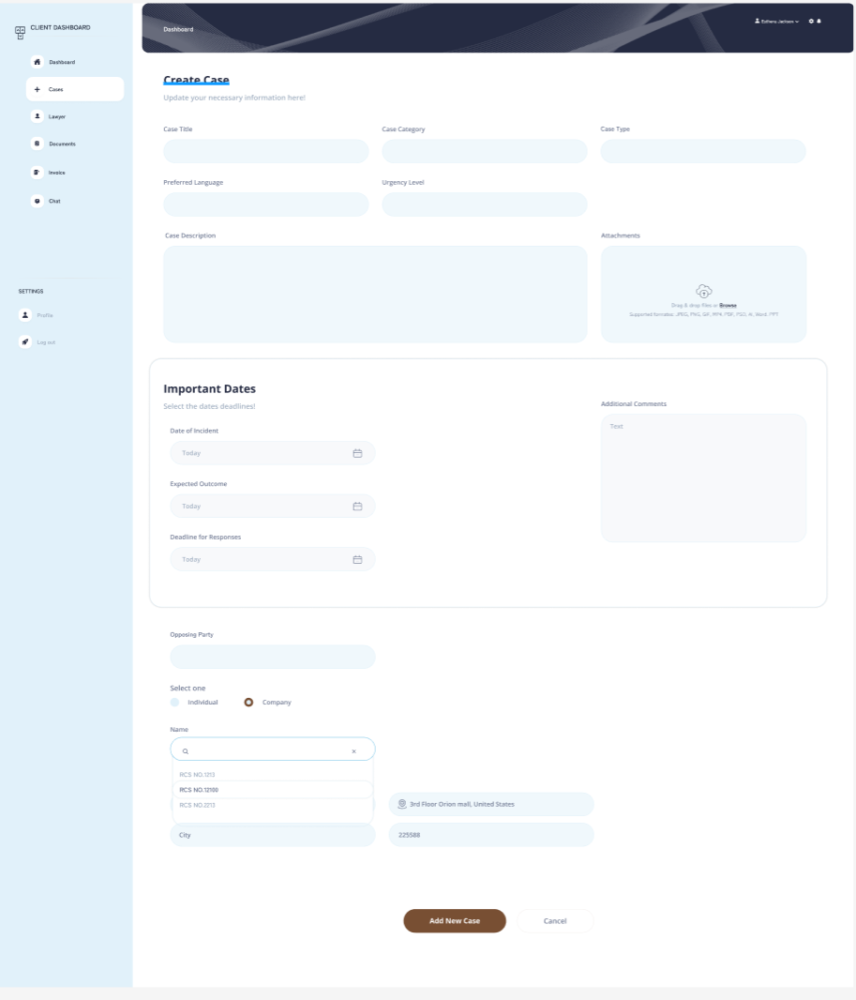 CLIENT DASHBOARD
Dashboard
Cases
Lawyer
Documents
Invoice
Chat
SETTINGS
Profile
Log out
Dashboard
Esthera Jackson
Create Case
Update your necessary information here!
Case Title
Case Category
Case Type
Preferred Language
Urgency Level
Case Description
Attachments
Drag & drop files or Browse
Supported formates: JPEG, PNG, GIF, MP4, PDF, PSD, AI, Word, PPT
Important Dates
Select the dates deadlines!
Date of Incident
Today
Expected Outcome
Today
Deadline for Responses
Today
Additional Comments
Text
Opposing Party
Select one
Individual
Company
Name
RCS NO.1213
RCS NO.12100
RCS NO.2213
3rd Floor Orion mall, United States
City
225588
Add New Case
Cancel